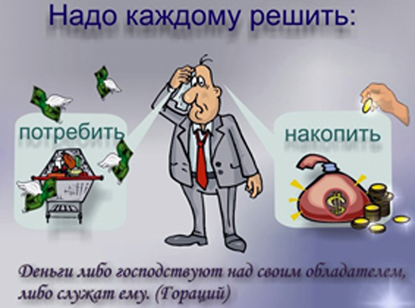 Надо каждому решить:
потребить
накопить
$
Деньги либо господствуют над своим обладателем,
либо служат ему. (Гораций)